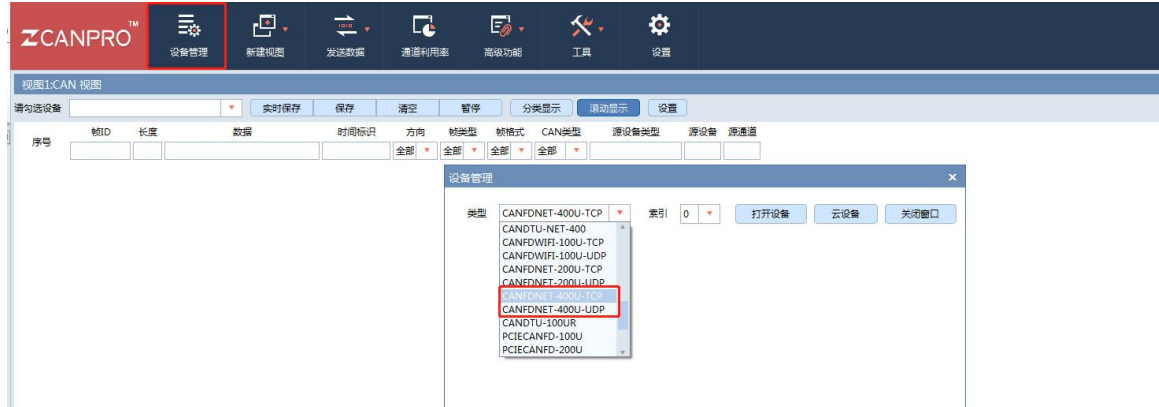 ZCANPRO™
设备管理
新建视图
发送数据
通道利用率
高级功能
工具
设置
视图1:CAN 视图
请勾选设备 实时保存 保存 清空 暂停 分类显示 滚动显示 设置
序号 帧ID 长度 数据 时间标识 方向 帧类型 帧格式 CAN类型 源设备类型 源设备 源通道
全部 全部 全部 全部
设备管理 ×
类型 CANFDNET-400U-TCP 索引 0 打开设备 云设备 关闭窗口
CANDTU-NET-400
CANFDWIFI-100U-TCP
CANFDWIFI-100U-UDP
CANFDNET-200U-TCP
CANFDNET-200U-UDP
CANFDNET-400U-TCP
CANFDNET-400U-UDP
CANDTU-100UR
PCIECANFD-100U
PCIECANFD-200U